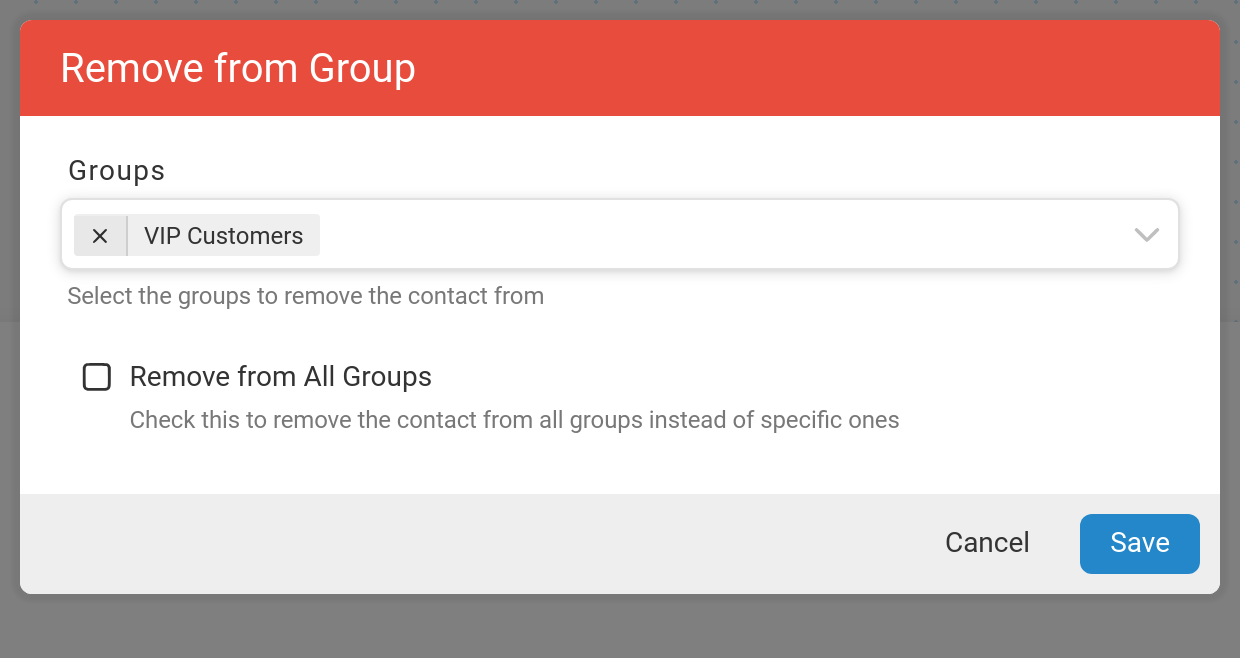 Remove from Group
Groups
VIP Customers
Select the groups to remove the contact from
Remove from All Groups
Check this to remove the contact from all groups instead of specific ones
Cancel
Save